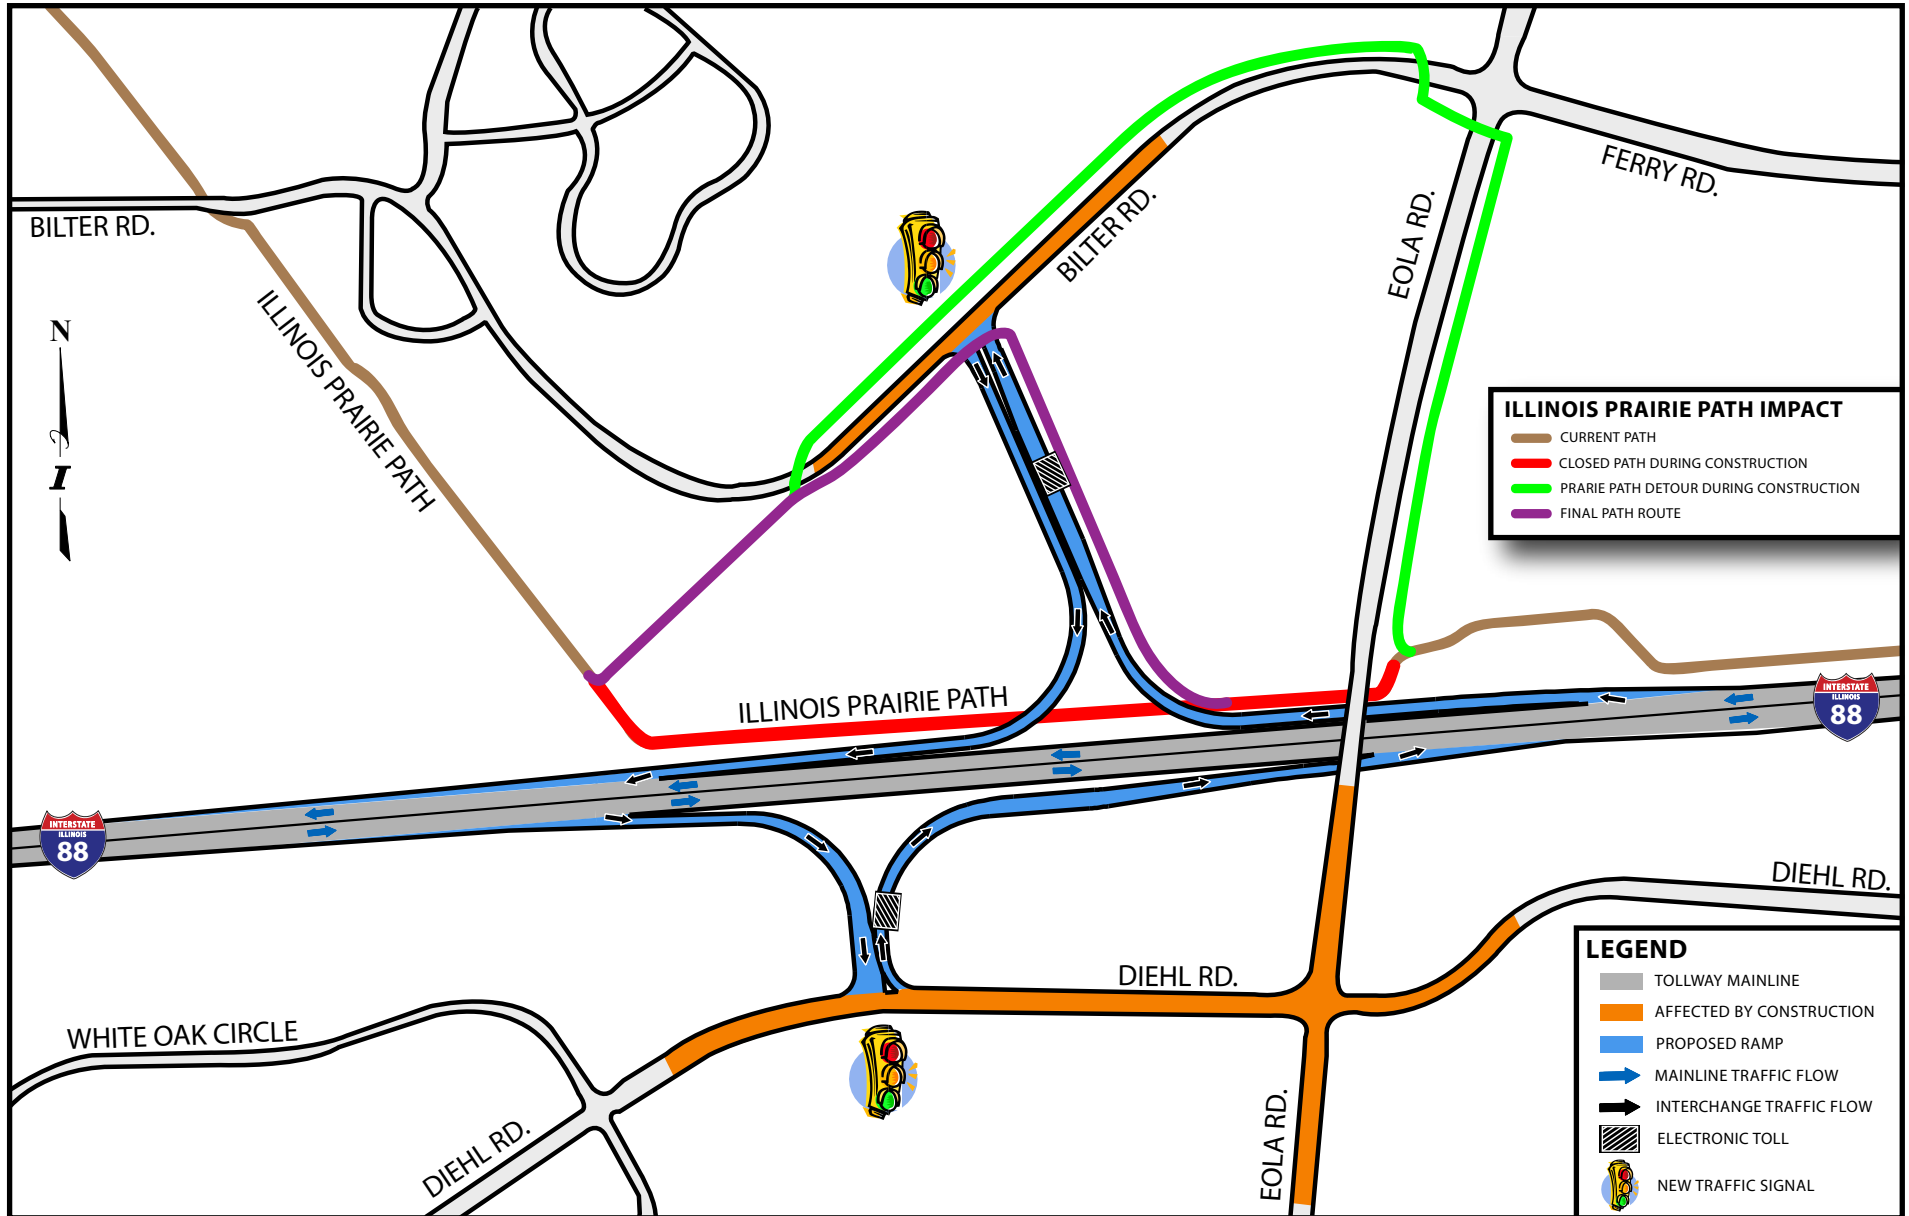 FERRY RD.
BILTER RD.
BILTER RD.
EOLA RD.
N
I
ILLINOIS PRAIRIE PATH
ILLINOIS PRAIRIE PATH IMPACT
CURRENT PATH
CLOSED PATH DURING CONSTRUCTION
PRARIE PATH DETOUR DURING CONSTRUCTION
FINAL PATH ROUTE
ILLINOIS PRAIRIE PATH
INTERSTATE
ILLINOIS
88
INTERSTATE
ILLINOIS
88
DIEHL RD.
DIEHL RD.
WHITE OAK CIRCLE
DIEHL RD.
EOLA RD.
LEGEND
TOLLWAY MAINLINE
AFFECTED BY CONSTRUCTION
PROPOSED RAMP
MAINLINE TRAFFIC FLOW
INTERCHANGE TRAFFIC FLOW
ELECTRONIC TOLL
NEW TRAFFIC SIGNAL